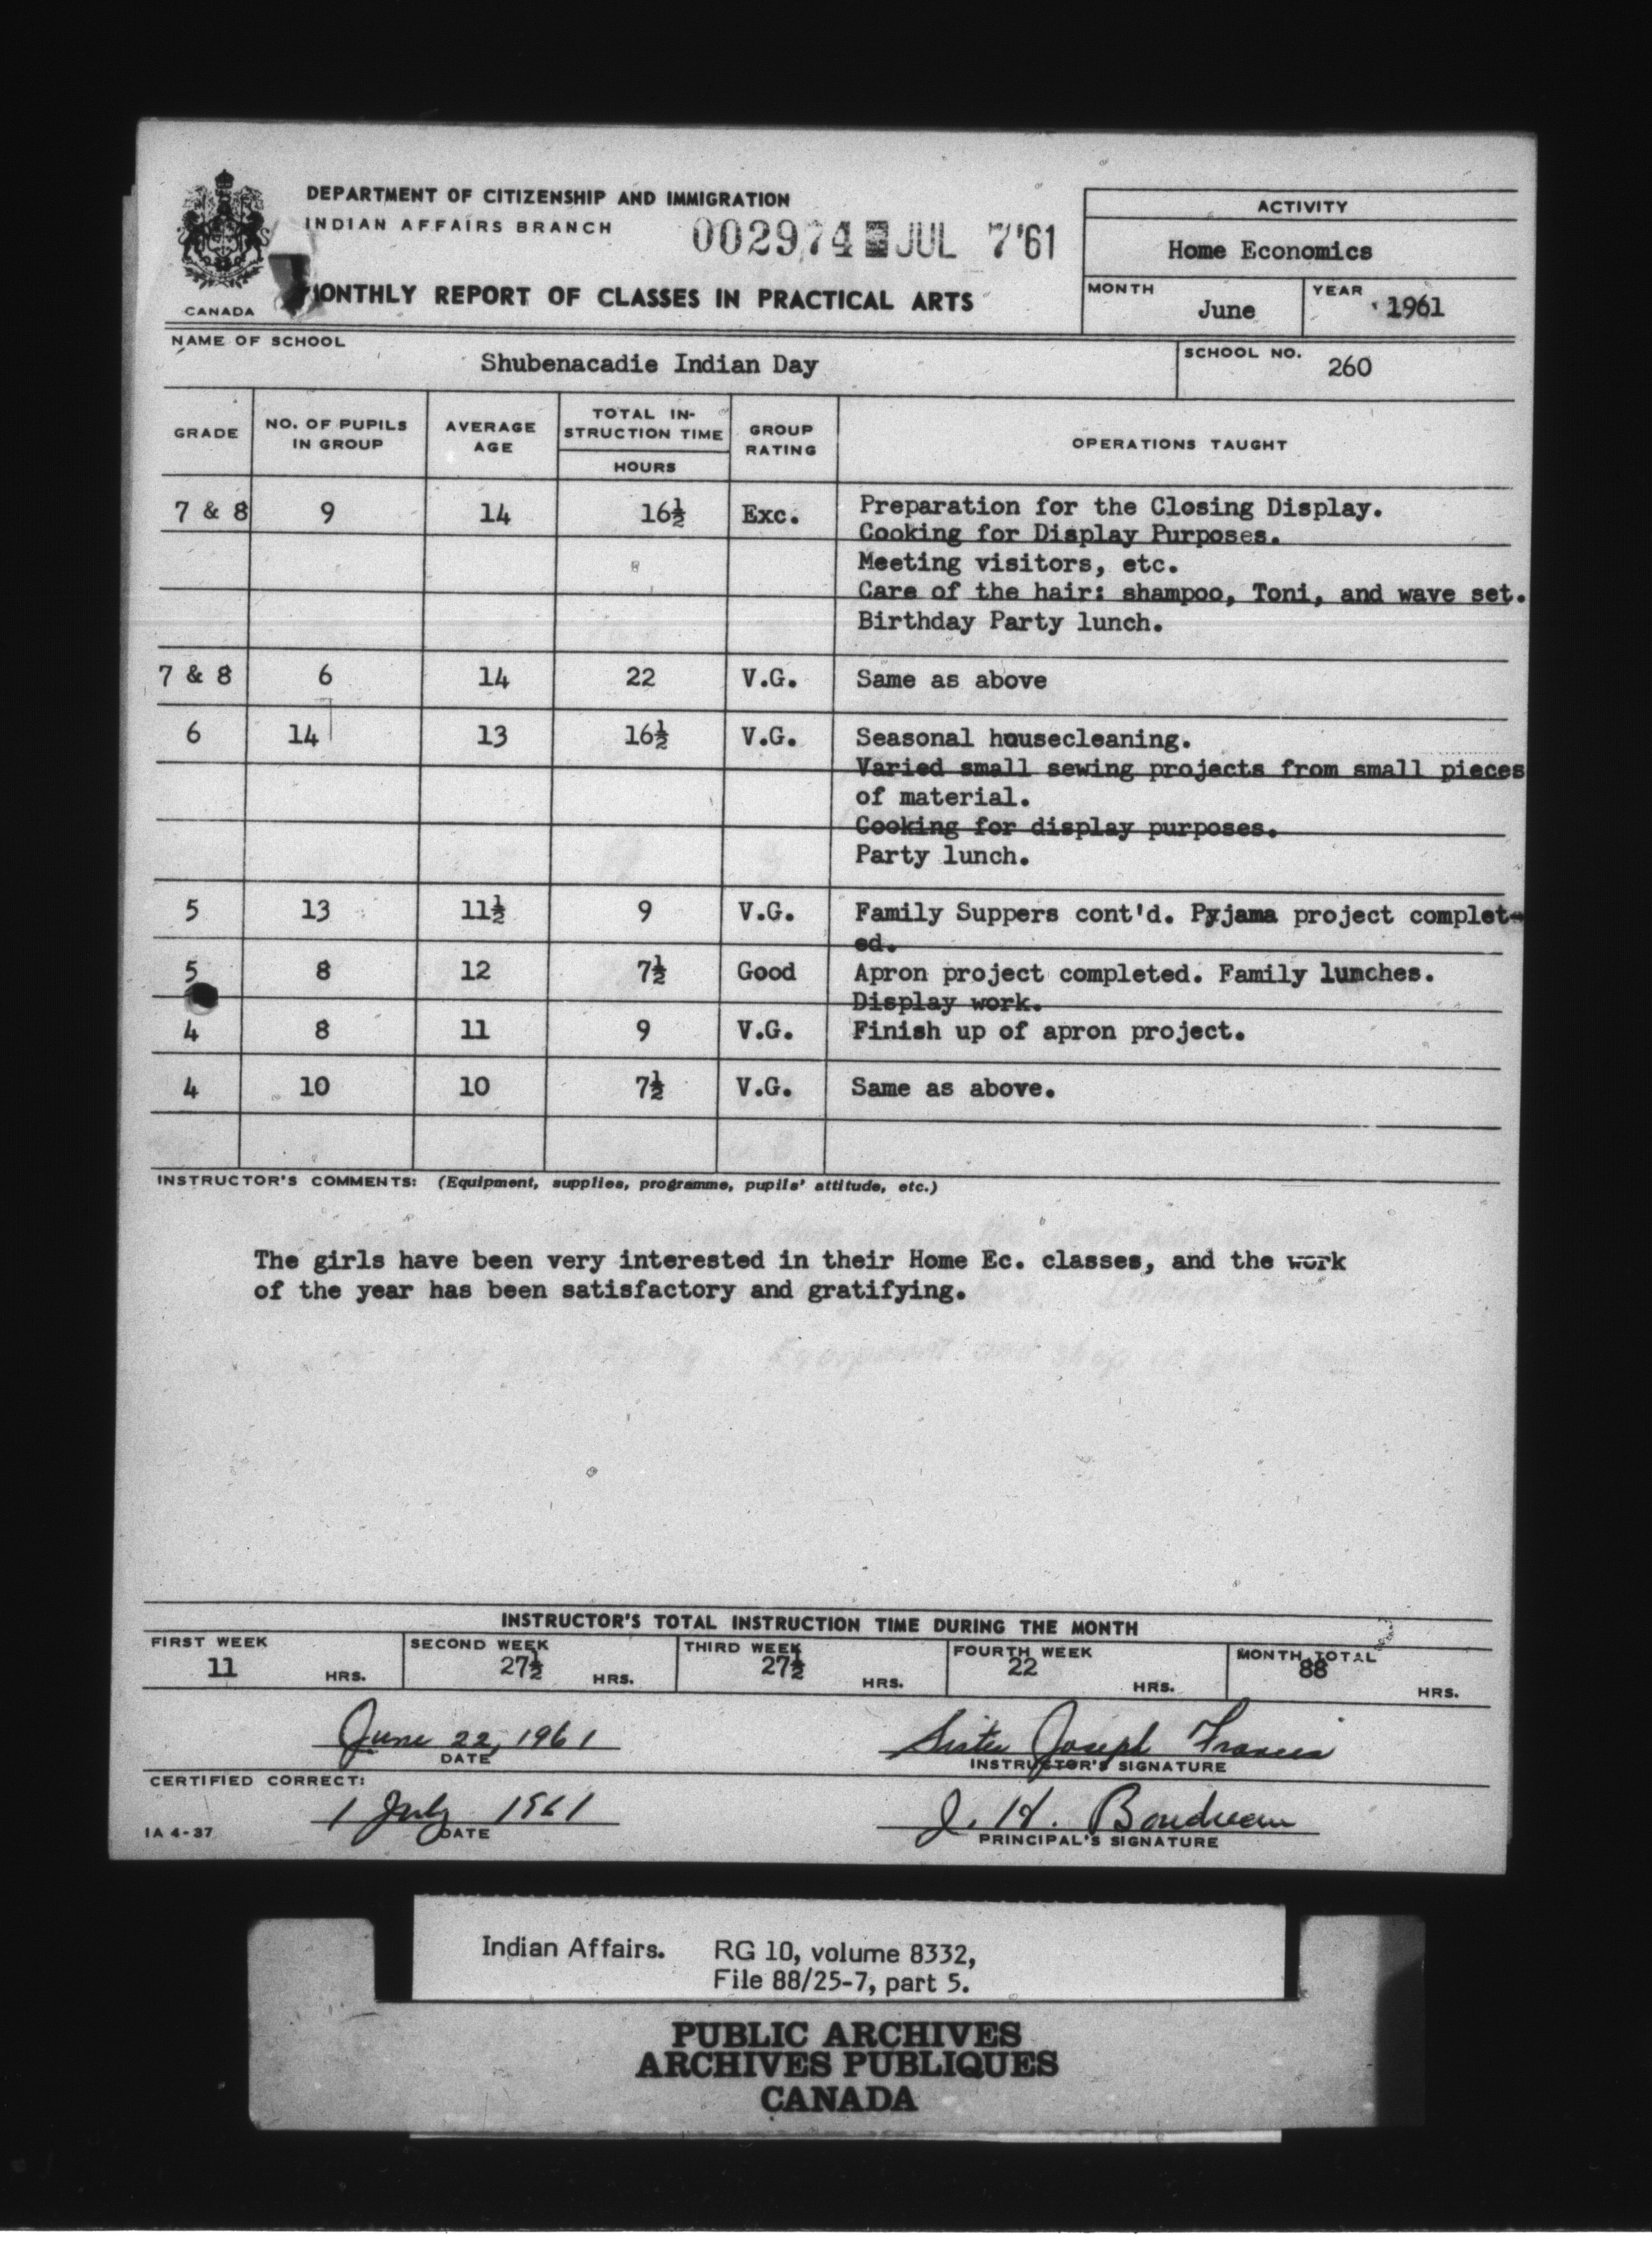 DEPARTMENT OF CITIZENSHIP AND IMMIGRATION
INDIAN AFFAIRS BRANCH
002974 JUL 7'61
CANADA
MONTHLY REPORT OF CLASSES IN PRACTICAL ARTS
ACTIVITY
Home Economics
MONTH June YEAR 1961
NAME OF SCHOOL Shubenacadie Indian Day SCHOOL NO. 260
GRADE NO. OF PUPILS IN GROUP AVERAGE AGE TOTAL IN-STRUCTION TIME HOURS GROUP RATING OPERATIONS TAUGHT
7 & 8 9 14 16½ Exc. Preparation for the Closing Display.
Cooking for Display Purposes.
Meeting visitors, etc.
Care of the hair: shampoo, Toni, and wave set.
Birthday Party lunch.
7 & 8 6 14 22 V.G. Same as above
6 14 13 16½ V.G. Seasonal housecleaning.
Varied small sewing projects from small pieces
of material.
Cooking for display purposes.
Party lunch.
5 13 11½ 9 V.G. Family Suppers cont'd. Pyjama project complet-
ed.
5 8 12 7½ Good Apron project completed. Family lunches.
Display work.
4 8 11 9 V.G. Finish up of apron project.
4 10 10 7½ V.G. Same as above.
INSTRUCTOR'S COMMENTS: (Equipment, supplies, programme, pupils' attitude, etc.)
The girls have been very interested in their Home Ec. classes, and the work
of the year has been satisfactory and gratifying.
INSTRUCTOR'S TOTAL INSTRUCTION TIME DURING THE MONTH
FIRST WEEK SECOND WEEK THIRD WEEK FOURTH WEEK MONTH TOTAL
11 HRS. 27½ HRS. 27½ HRS. 22 HRS. 88 HRS.
June 22, 1961 Sister Joseph Francis
DATE INSTRUCTOR'S SIGNATURE
CERTIFIED CORRECT:
1 July 1961 J. H. Boudreau
IA 4-37 DATE PRINCIPAL'S SIGNATURE
Indian Affairs. RG 10, volume 8332,
File 88/25-7, part 5.
PUBLIC ARCHIVES
ARCHIVES PUBLIQUES
CANADA